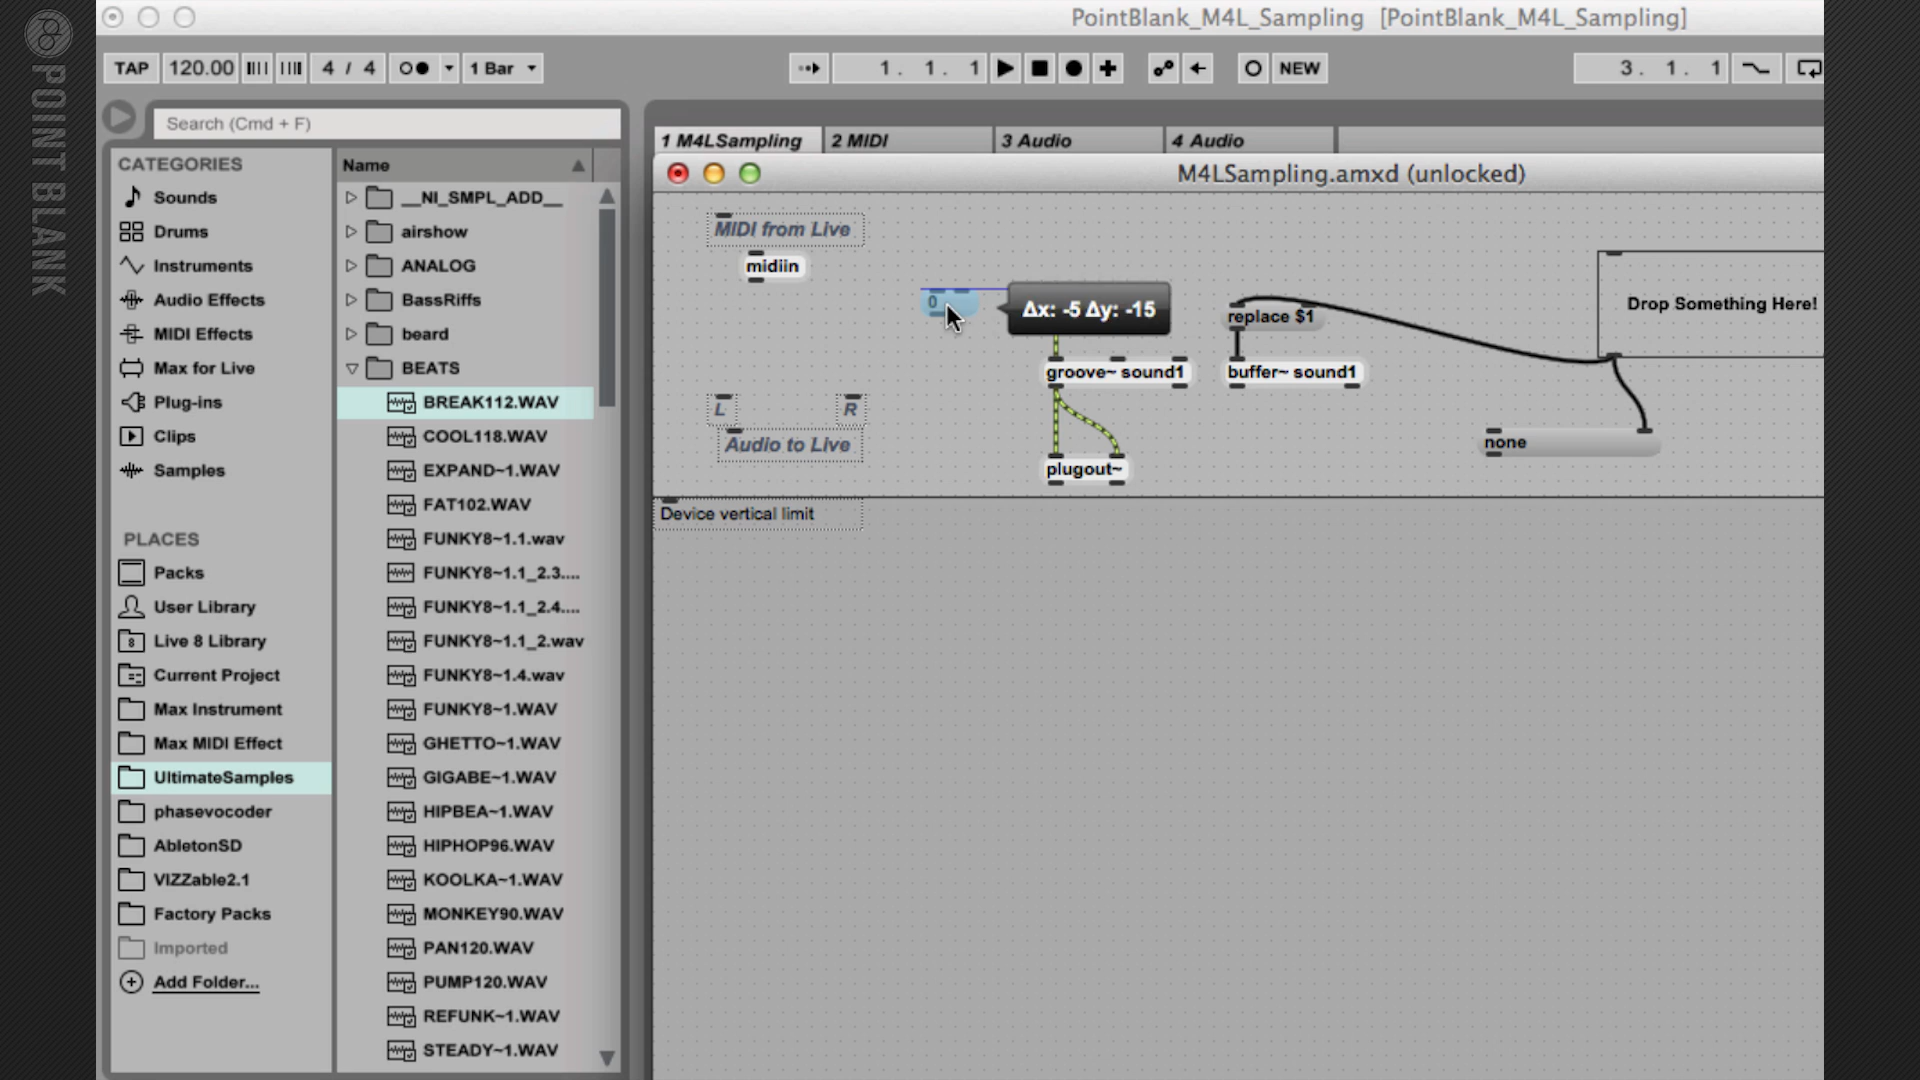 POINT BLANK
PointBlank_M4L_Sampling [PointBlank_M4L_Sampling]
TAP 120.00 4 / 4 1 Bar 1. 1. 1 NEW 3. 1. 1
Search (Cmd + F)
1 M4LSampling 2 MIDI 3 Audio 4 Audio
M4LSampling.amxd (unlocked)
CATEGORIES
Sounds
Drums
Instruments
Audio Effects
MIDI Effects
Max for Live
Plug-ins
Clips
Samples
PLACES
Packs
User Library
Live 8 Library
8
Current Project
Max Instrument
Max MIDI Effect
UltimateSamples
phasevocoder
AbletonSD
VIZZable2.1
Factory Packs
Imported
Add Folder...
Name
__NI_SMPL_ADD__
airshow
ANALOG
BassRiffs
beard
BEATS
BREAK112.WAV
COOL118.WAV
EXPAND~1.WAV
FAT102.WAV
FUNKY8~1.1.wav
FUNKY8~1.1_2.3....
FUNKY8~1.1_2.4....
FUNKY8~1.1_2.wav
FUNKY8~1.4.wav
FUNKY8~1.WAV
GHETTO~1.WAV
GIGABE~1.WAV
HIPBEA~1.WAV
HIPHOP96.WAV
KOOLKA~1.WAV
MONKEY90.WAV
PAN120.WAV
PUMP120.WAV
REFUNK~1.WAV
STEADY~1.WAV
MIDI from Live
midiin
0
Δx: -5 Δy: -15
replace $1
Drop Something Here!
groove~ sound1
buffer~ sound1
L R
Audio to Live
none
plugout~
Device vertical limit